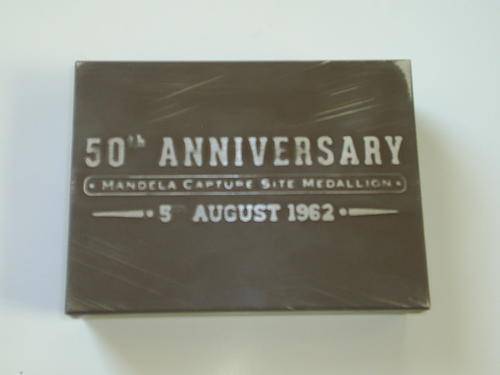 50th ANNIVERSARY
MANDELA CAPTURE SITE MEDALLION
5 AUGUST 1962